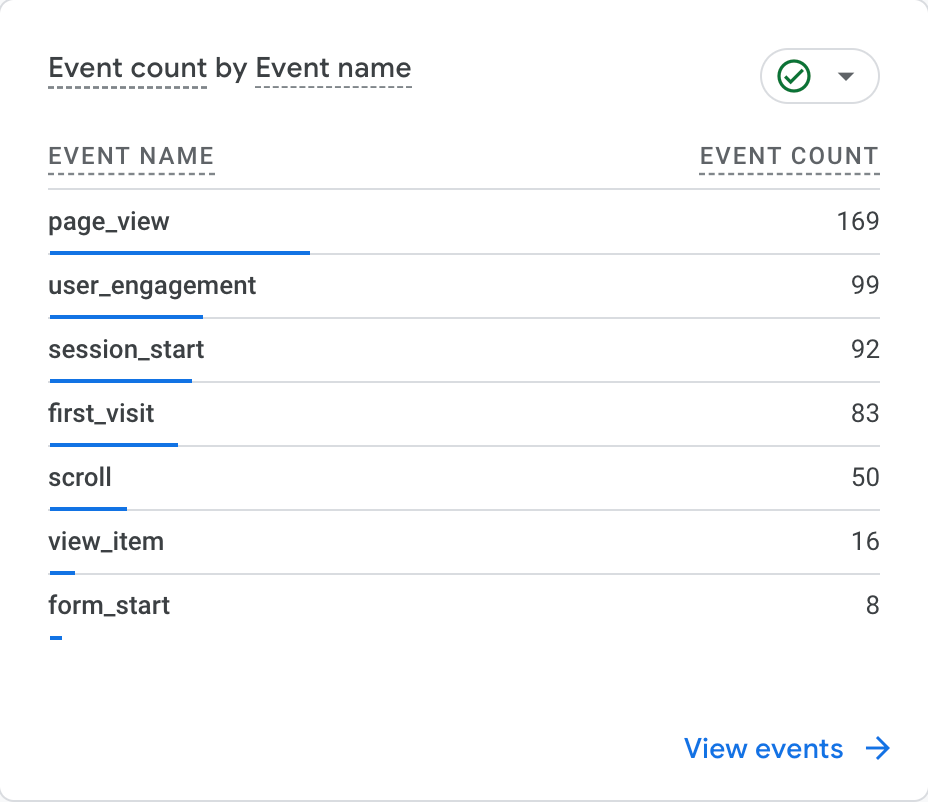 Event count by Event name
EVENT NAME EVENT COUNT
page_view 169
user_engagement 99
session_start 92
first_visit 83
scroll 50
view_item 16
form_start 8
View events